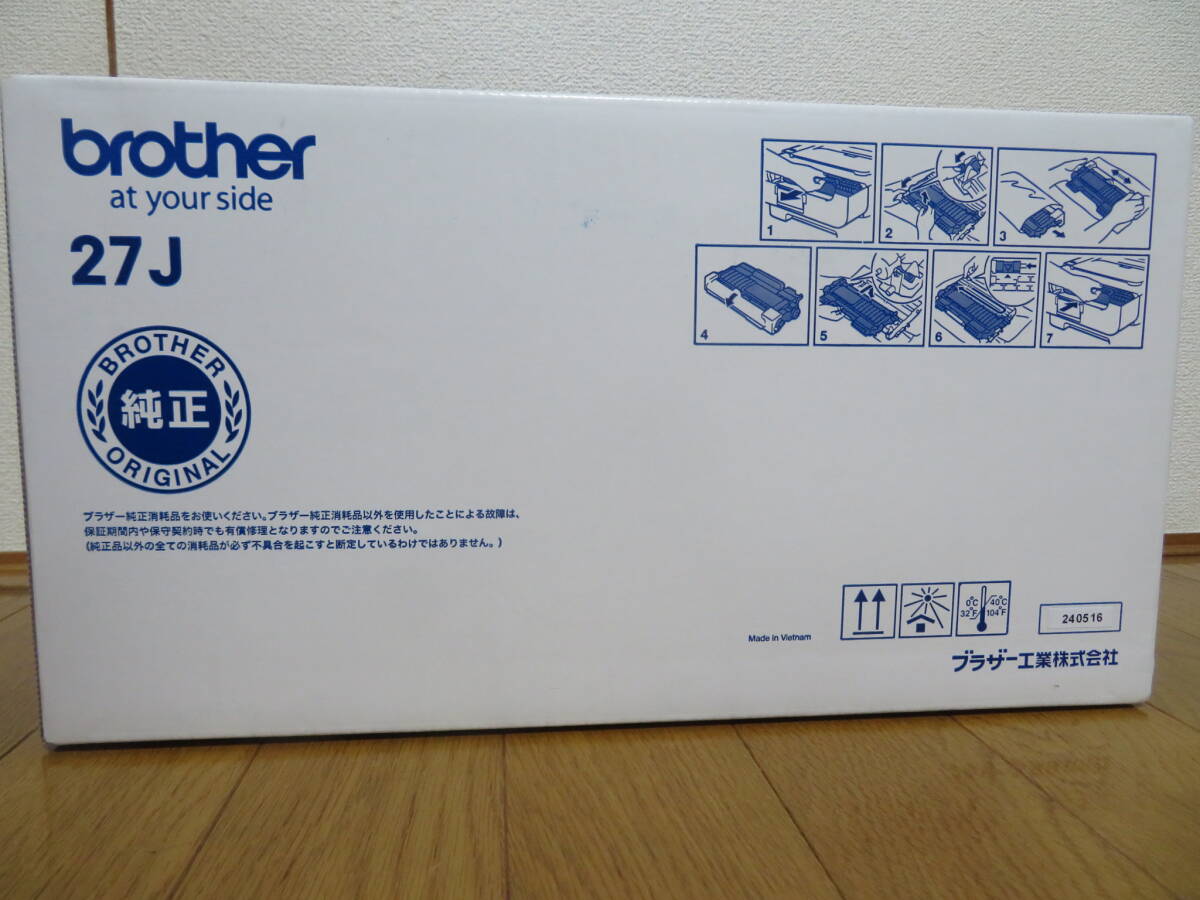 brother
at your side
27J
BROTHER
純正
ORIGINAL
ブラザー純正消耗品をお使いください。ブラザー純正消耗品以外を使用したことによる故障は、
保証期間内や保守契約時でも有償修理となりますのでご注意ください。
(純正品以外の全ての消耗品が必ず不具合を起こすと断定しているわけではありません。)
1
2
3
4
5
6
7
Made in Vietnam
0°C
32°F
40°C
104°F
240516
ブラザー工業株式会社